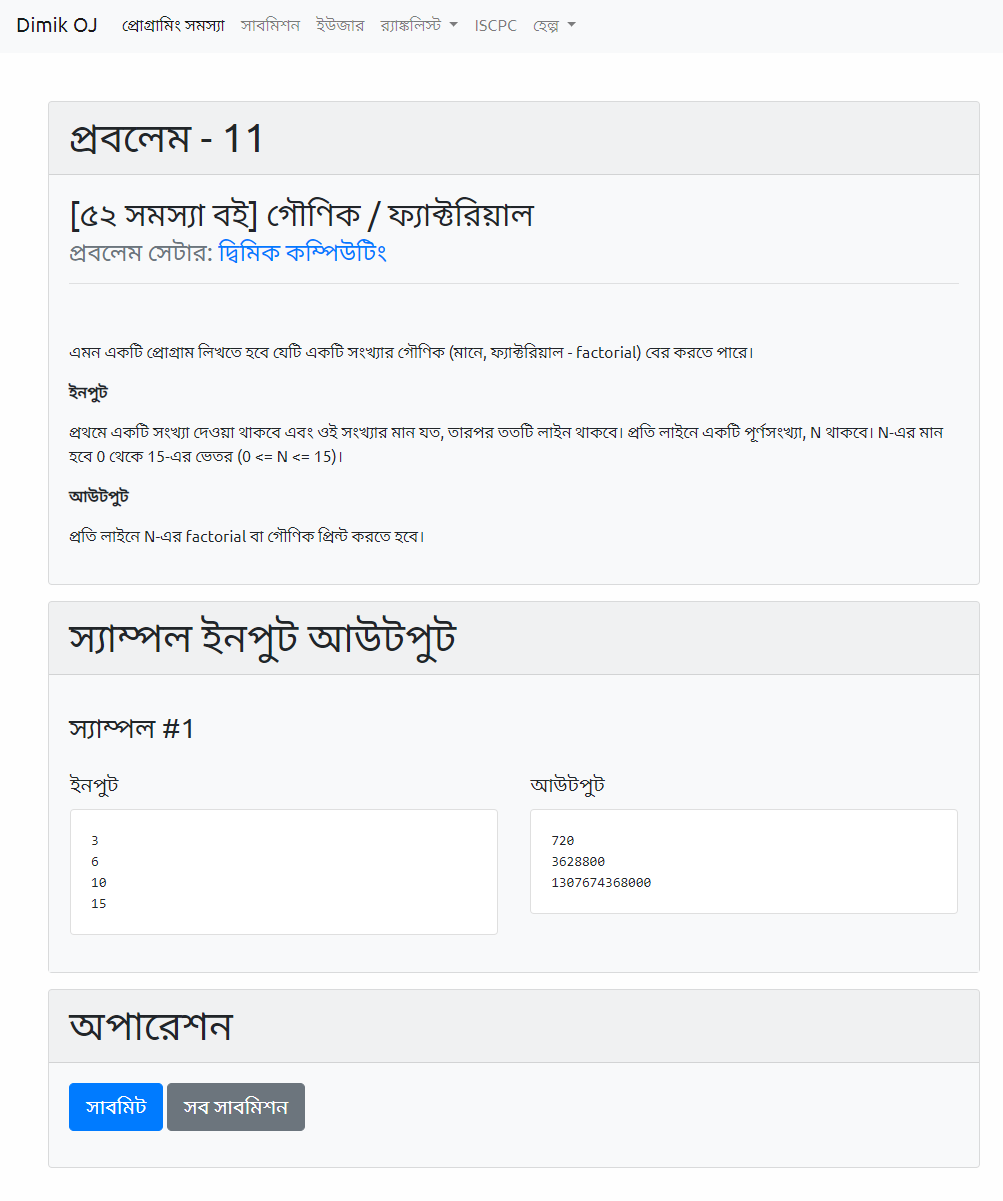 Dimik OJ প্রোগ্রামিং সমস্যা সাবমিশন ইউজার র‍্যাঙ্কলিস্ট ISCPC হেল্প
প্রবলেম - 11
[৫২ সমস্যা বই] গৌণিক / ফ্যাক্টরিয়াল
প্রবলেম সেটার: দ্বিমিক কম্পিউটিং
এমন একটি প্রোগ্রাম লিখতে হবে যেটি একটি সংখ্যার গৌণিক (মানে, ফ্যাক্টরিয়াল - factorial) বের করতে পারে।
ইনপুট
প্রথমে একটি সংখ্যা দেওয়া থাকবে এবং ওই সংখ্যার মান যত, তারপর ততটি লাইন থাকবে। প্রতি লাইনে একটি পূর্ণসংখ্যা, N থাকবে। N-এর মান
হবে 0 থেকে 15-এর ভেতর (0 <= N <= 15)।
আউটপুট
প্রতি লাইনে N-এর factorial বা গৌণিক প্রিন্ট করতে হবে।
স্যাম্পল ইনপুট আউটপুট
স্যাম্পল #1
ইনপুট
3
6
10
15
আউটপুট
720
3628800
1307674368000
অপারেশন
সাবমিট সব সাবমিশন